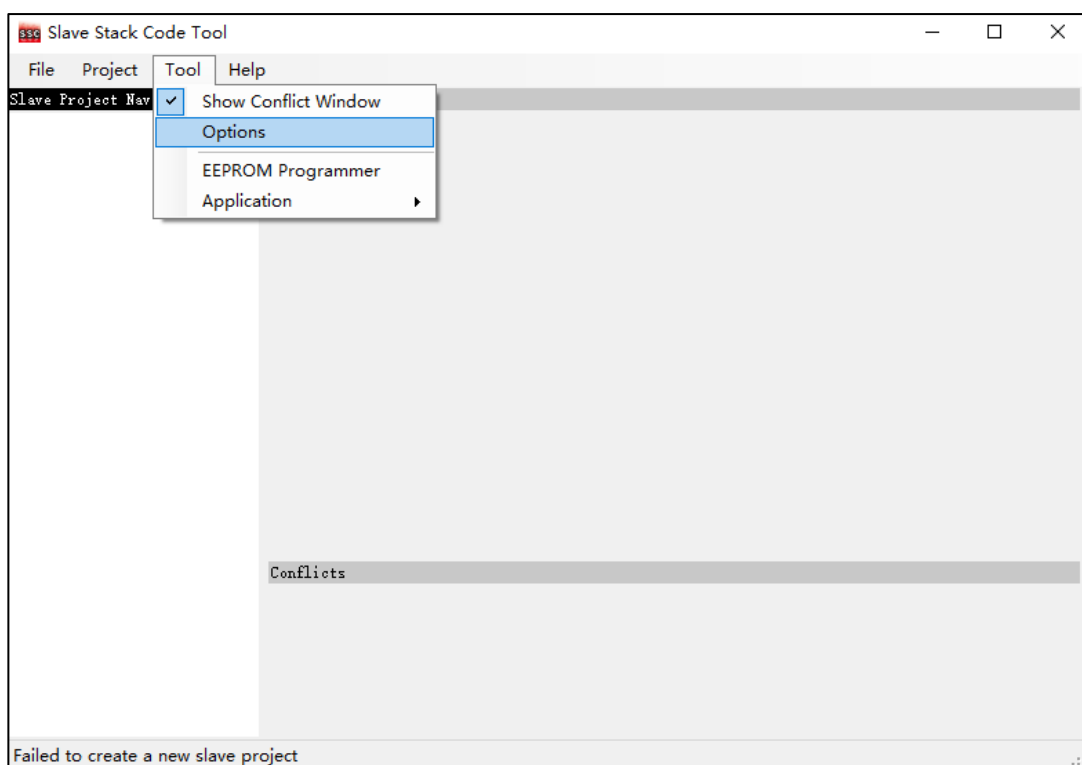 ssc Slave Stack Code Tool
File Project Tool Help
Slave Project Nav
Show Conflict Window
Options
EEPROM Programmer
Application
Conflicts
Failed to create a new slave project